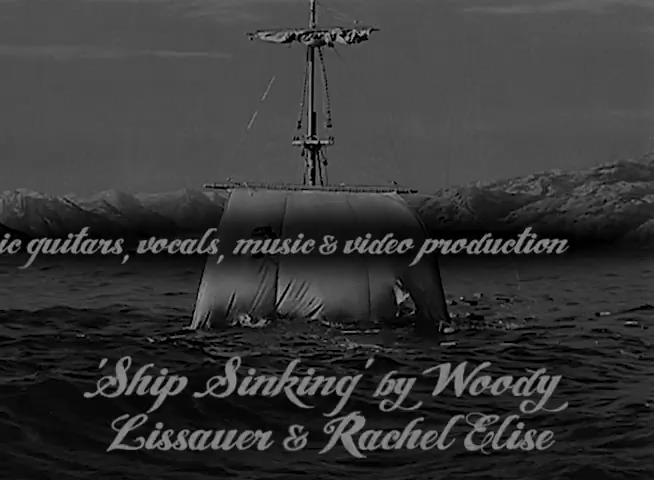 ic guitars, vocals, music & video production
'Ship Sinking' by Woody
Lissauer & Rachel Elise